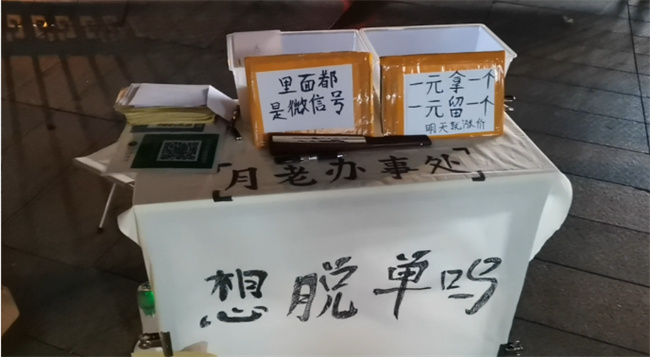 里面都
是微信号
一元拿一个
一元留一个
明天就涨价
月老办事处
想脱单吗